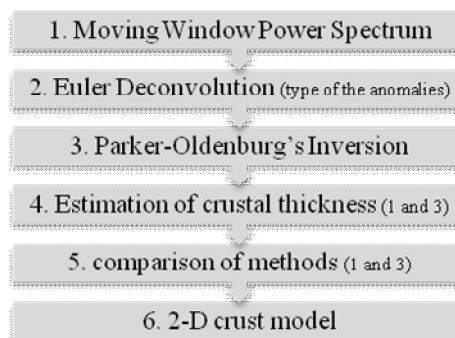 1. Moving Window Power Spectrum
2. Euler Deconvolution (type of the anomalies)
3. Parker-Oldenburg's Inversion
4. Estimation of crustal thickness (1 and 3)
5. comparison of methods (1 and 3)
6. 2-D crust model